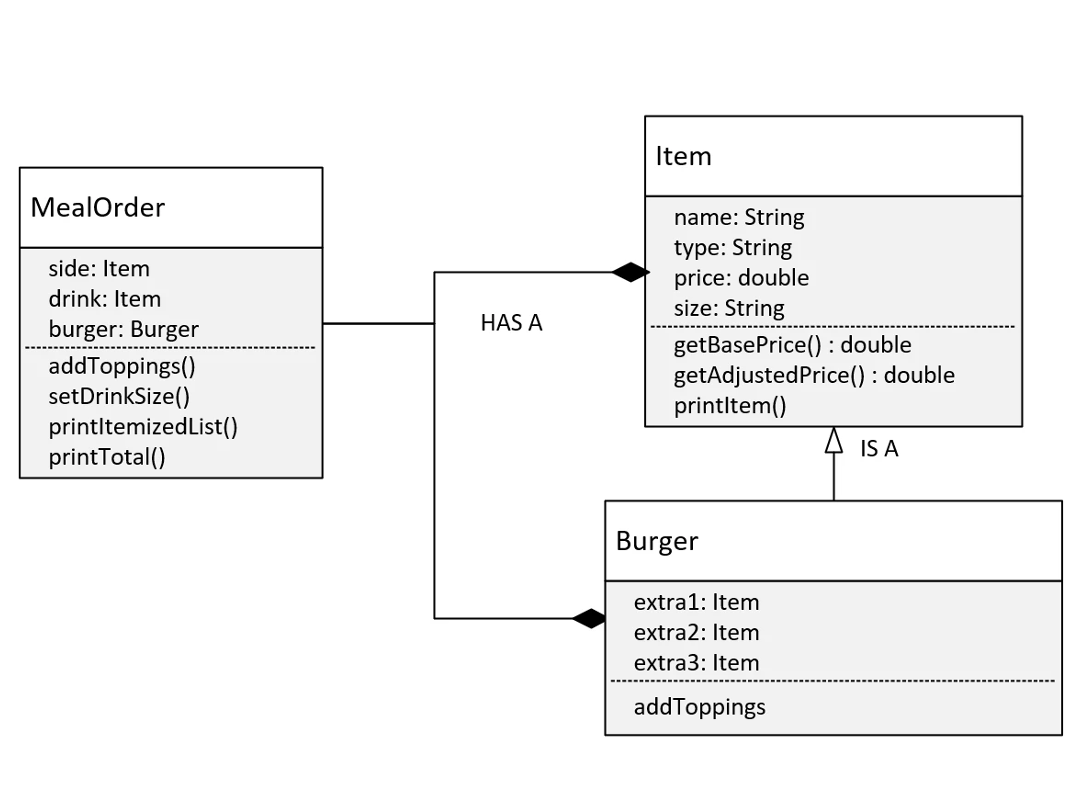 MealOrder
side: Item
drink: Item
burger: Burger
addToppings()
setDrinkSize()
printItemizedList()
printTotal()
HAS A
Item
name: String
type: String
price: double
size: String
getBasePrice() : double
getAdjustedPrice() : double
printItem()
IS A
Burger
extra1: Item
extra2: Item
extra3: Item
addToppings